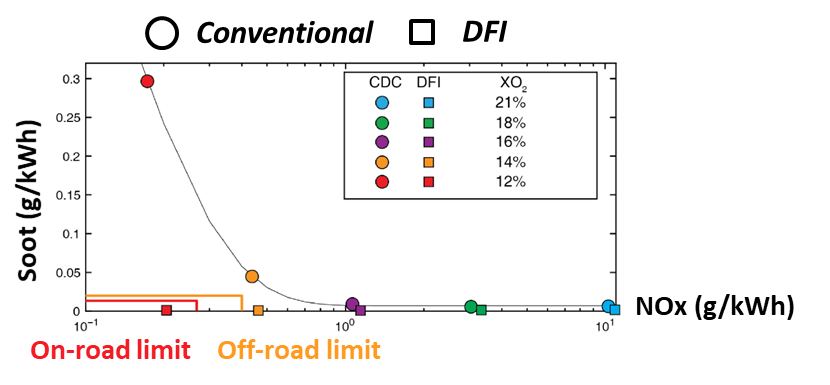 Conventional DFI
CDC DFI XO2
21%
18%
16%
14%
12%
Soot (g/kWh)
0.3
0.25
0.2
0.15
0.1
0.05
0
10⁻¹ 10⁰ 10¹
NOx (g/kWh)
On-road limit Off-road limit